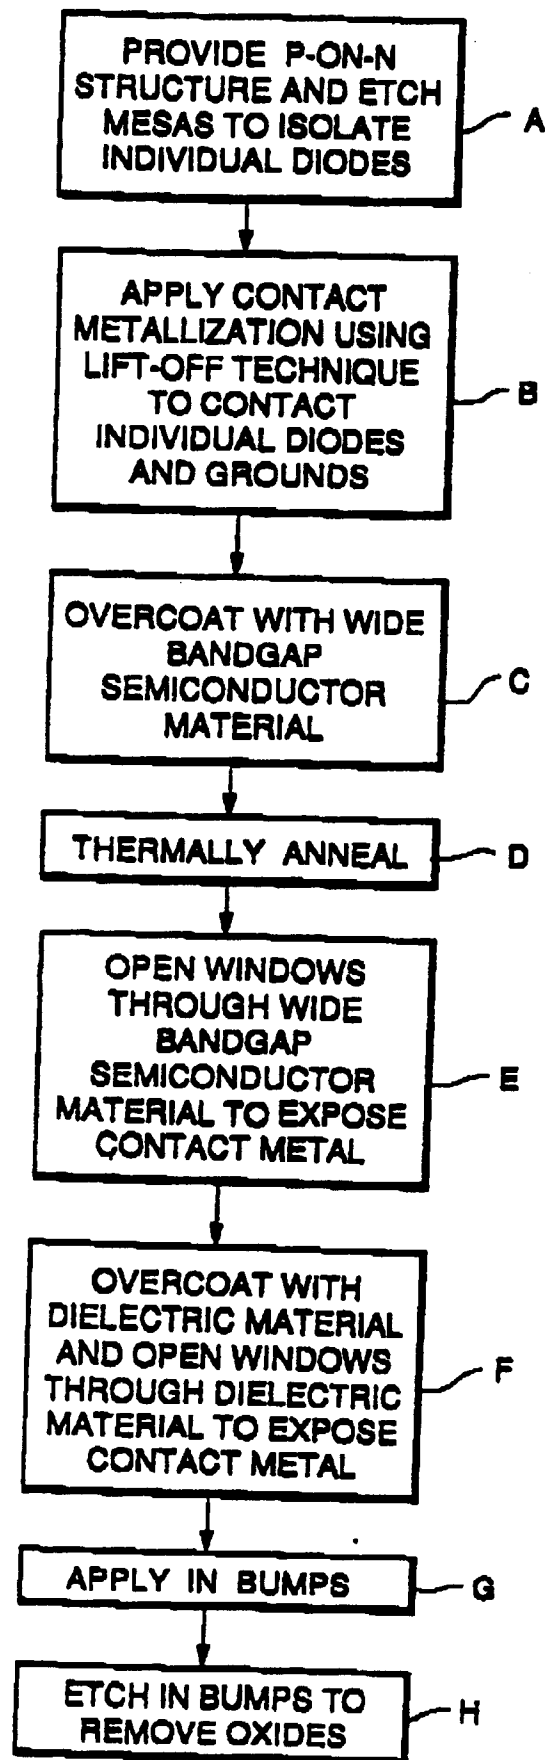 PROVIDE P-ON-N
STRUCTURE AND ETCH
MESAS TO ISOLATE
INDIVIDUAL DIODES
A
APPLY CONTACT
METALLIZATION USING
LIFT-OFF TECHNIQUE
TO CONTACT
INDIVIDUAL DIODES
AND GROUNDS
B
OVERCOAT WITH WIDE
BANDGAP
SEMICONDUCTOR
MATERIAL
C
THERMALLY ANNEAL
D
OPEN WINDOWS
THROUGH WIDE
BANDGAP
SEMICONDUCTOR
MATERIAL TO EXPOSE
CONTACT METAL
E
OVERCOAT WITH
DIELECTRIC MATERIAL
AND OPEN WINDOWS
THROUGH DIELECTRIC
MATERIAL TO EXPOSE
CONTACT METAL
F
APPLY IN BUMPS
G
ETCH IN BUMPS TO
REMOVE OXIDES
H